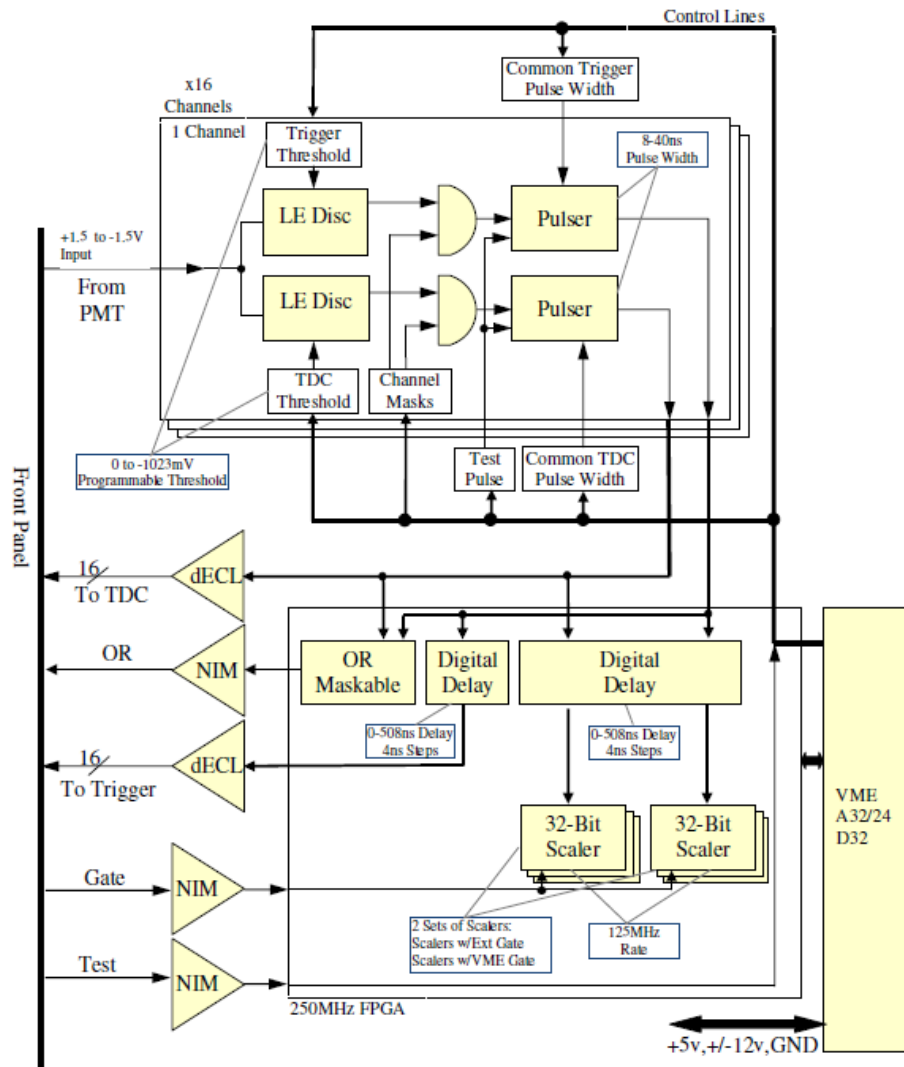 Control Lines
x16
Channels
1 Channel
Common Trigger
Pulse Width
Trigger
Threshold
8-40ns
Pulse Width
LE Disc
Pulser
+1.5 to -1.5V
Input
From
PMT
LE Disc
Pulser
TDC
Threshold
Channel
Masks
0 to -1023mV
Programmable Threshold
Test
Pulse
Common TDC
Pulse Width
Front Panel
16
To TDC
dECL
OR
NIM
OR
Maskable
Digital
Delay
Digital
Delay
0-508ns Delay
4ns Steps
0-508ns Delay
4ns Steps
16
To Trigger
dECL
VME
A32/24
D32
32-Bit
Scaler
32-Bit
Scaler
Gate
NIM
2 Sets of Scalers:
Scalers w/Ext Gate
Scalers w/VME Gate
125MHz
Rate
Test
NIM
250MHz FPGA
+5v,+/-12v,GND